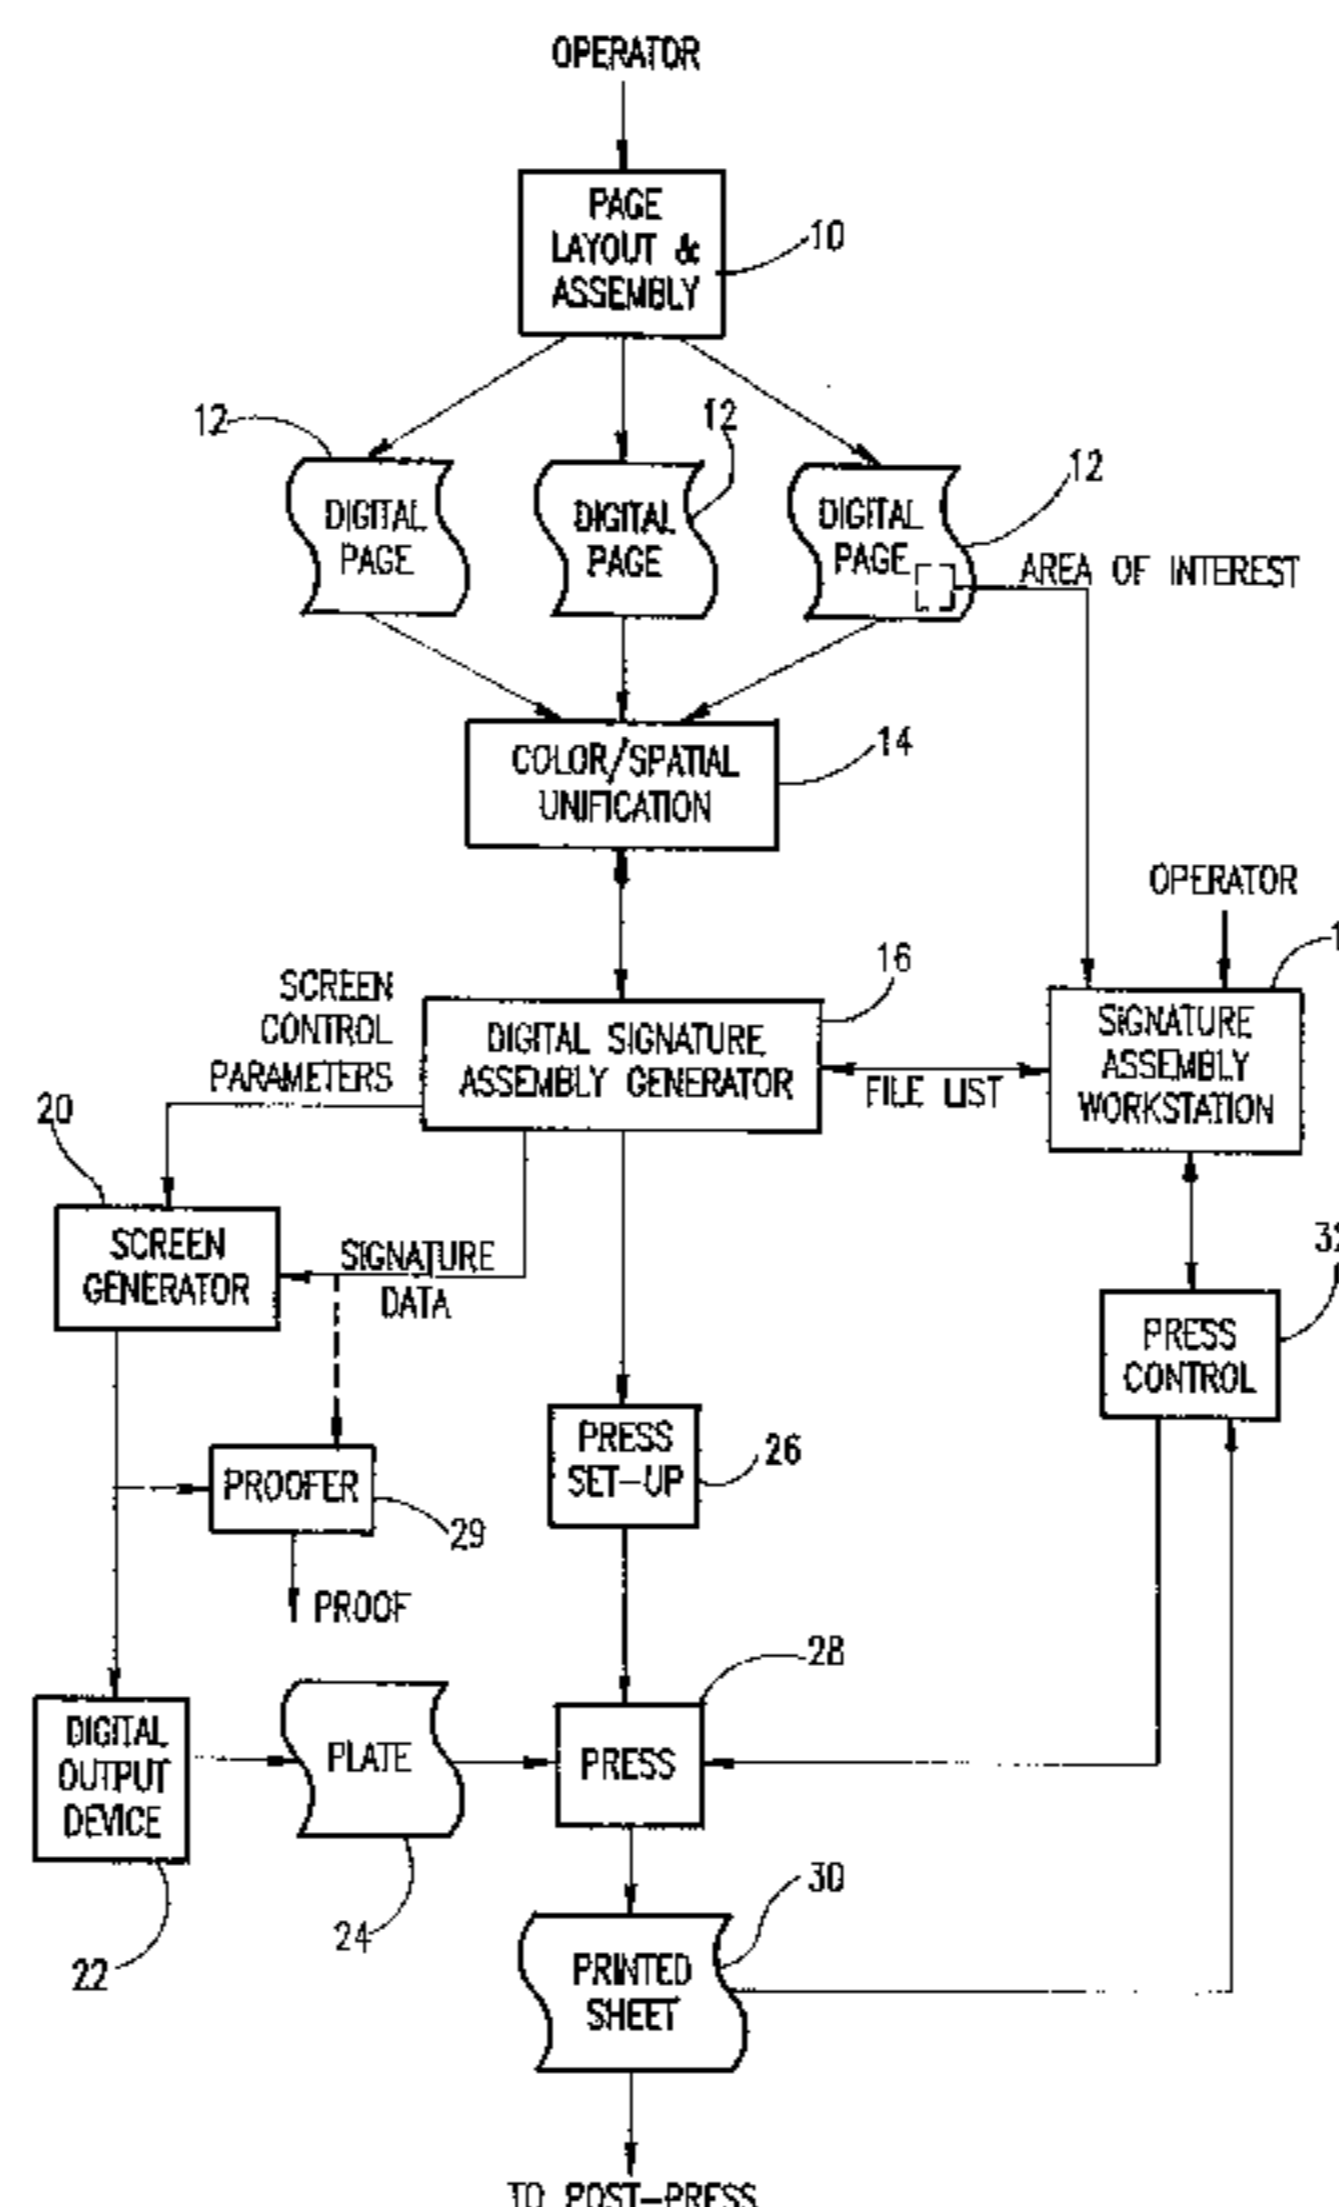 OPERATOR
PAGE
LAYOUT &
ASSEMBLY
10
12
12
12
DIGITAL
PAGE
DIGITAL
PAGE
DIGITAL
PAGE
AREA OF INTEREST
COLOR/SPATIAL
UNIFICATION
14
OPERATOR
16
SCREEN
CONTROL
PARAMETERS
DIGITAL SIGNATURE
ASSEMBLY GENERATOR
FILE LIST
SIGNATURE
ASSEMBLY
WORKSTATION
20
SCREEN
GENERATOR
SIGNATURE
DATA
32
PRESS
CONTROL
PRESS
SET-UP
26
PROOFER
29
PROOF
28
DIGITAL
OUTPUT
DEVICE
PLATE
PRESS
22
24
30
PRINTED
SHEET
TO POST-PRESS